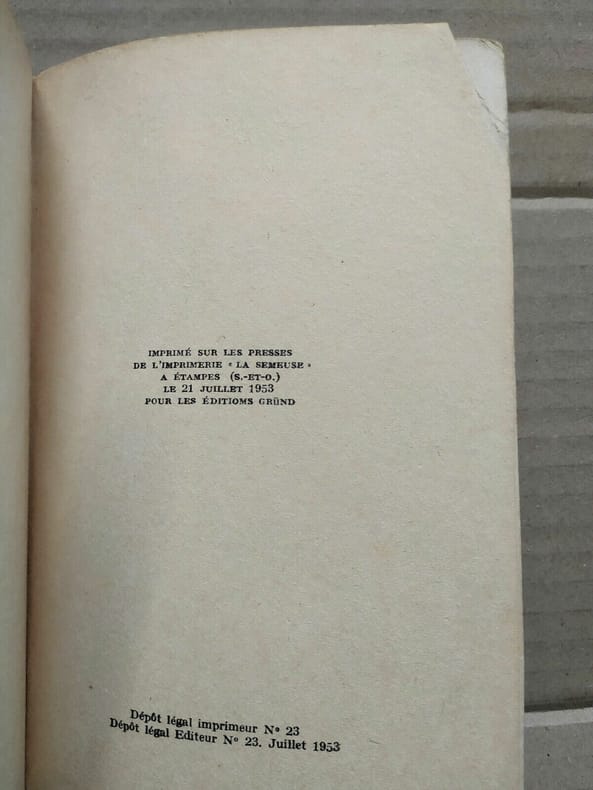 IMPRIMÉ SUR LES PRESSES
DE L'IMPRIMERIE « LA SEMEUSE »
A ÉTAMPES (S.-ET-O.)
LE 21 JUILLET 1953
POUR LES ÉDITIOMS GRÜND
Dépôt légal imprimeur N° 23
Dépôt légal Editeur N° 23. Juillet 1953